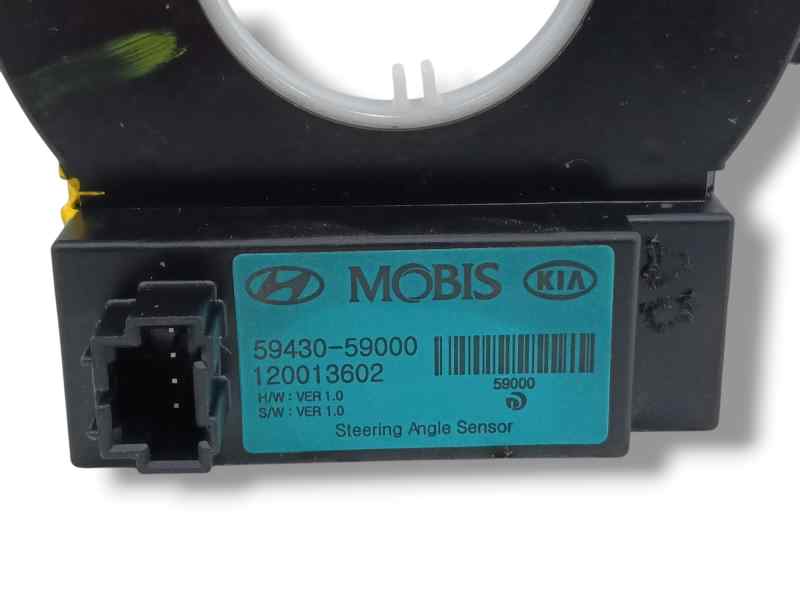 MOBIS KIA
59430-59000
120013602
H/W : VER 1.0
S/W : VER 1.0
59000
Steering Angle Sensor